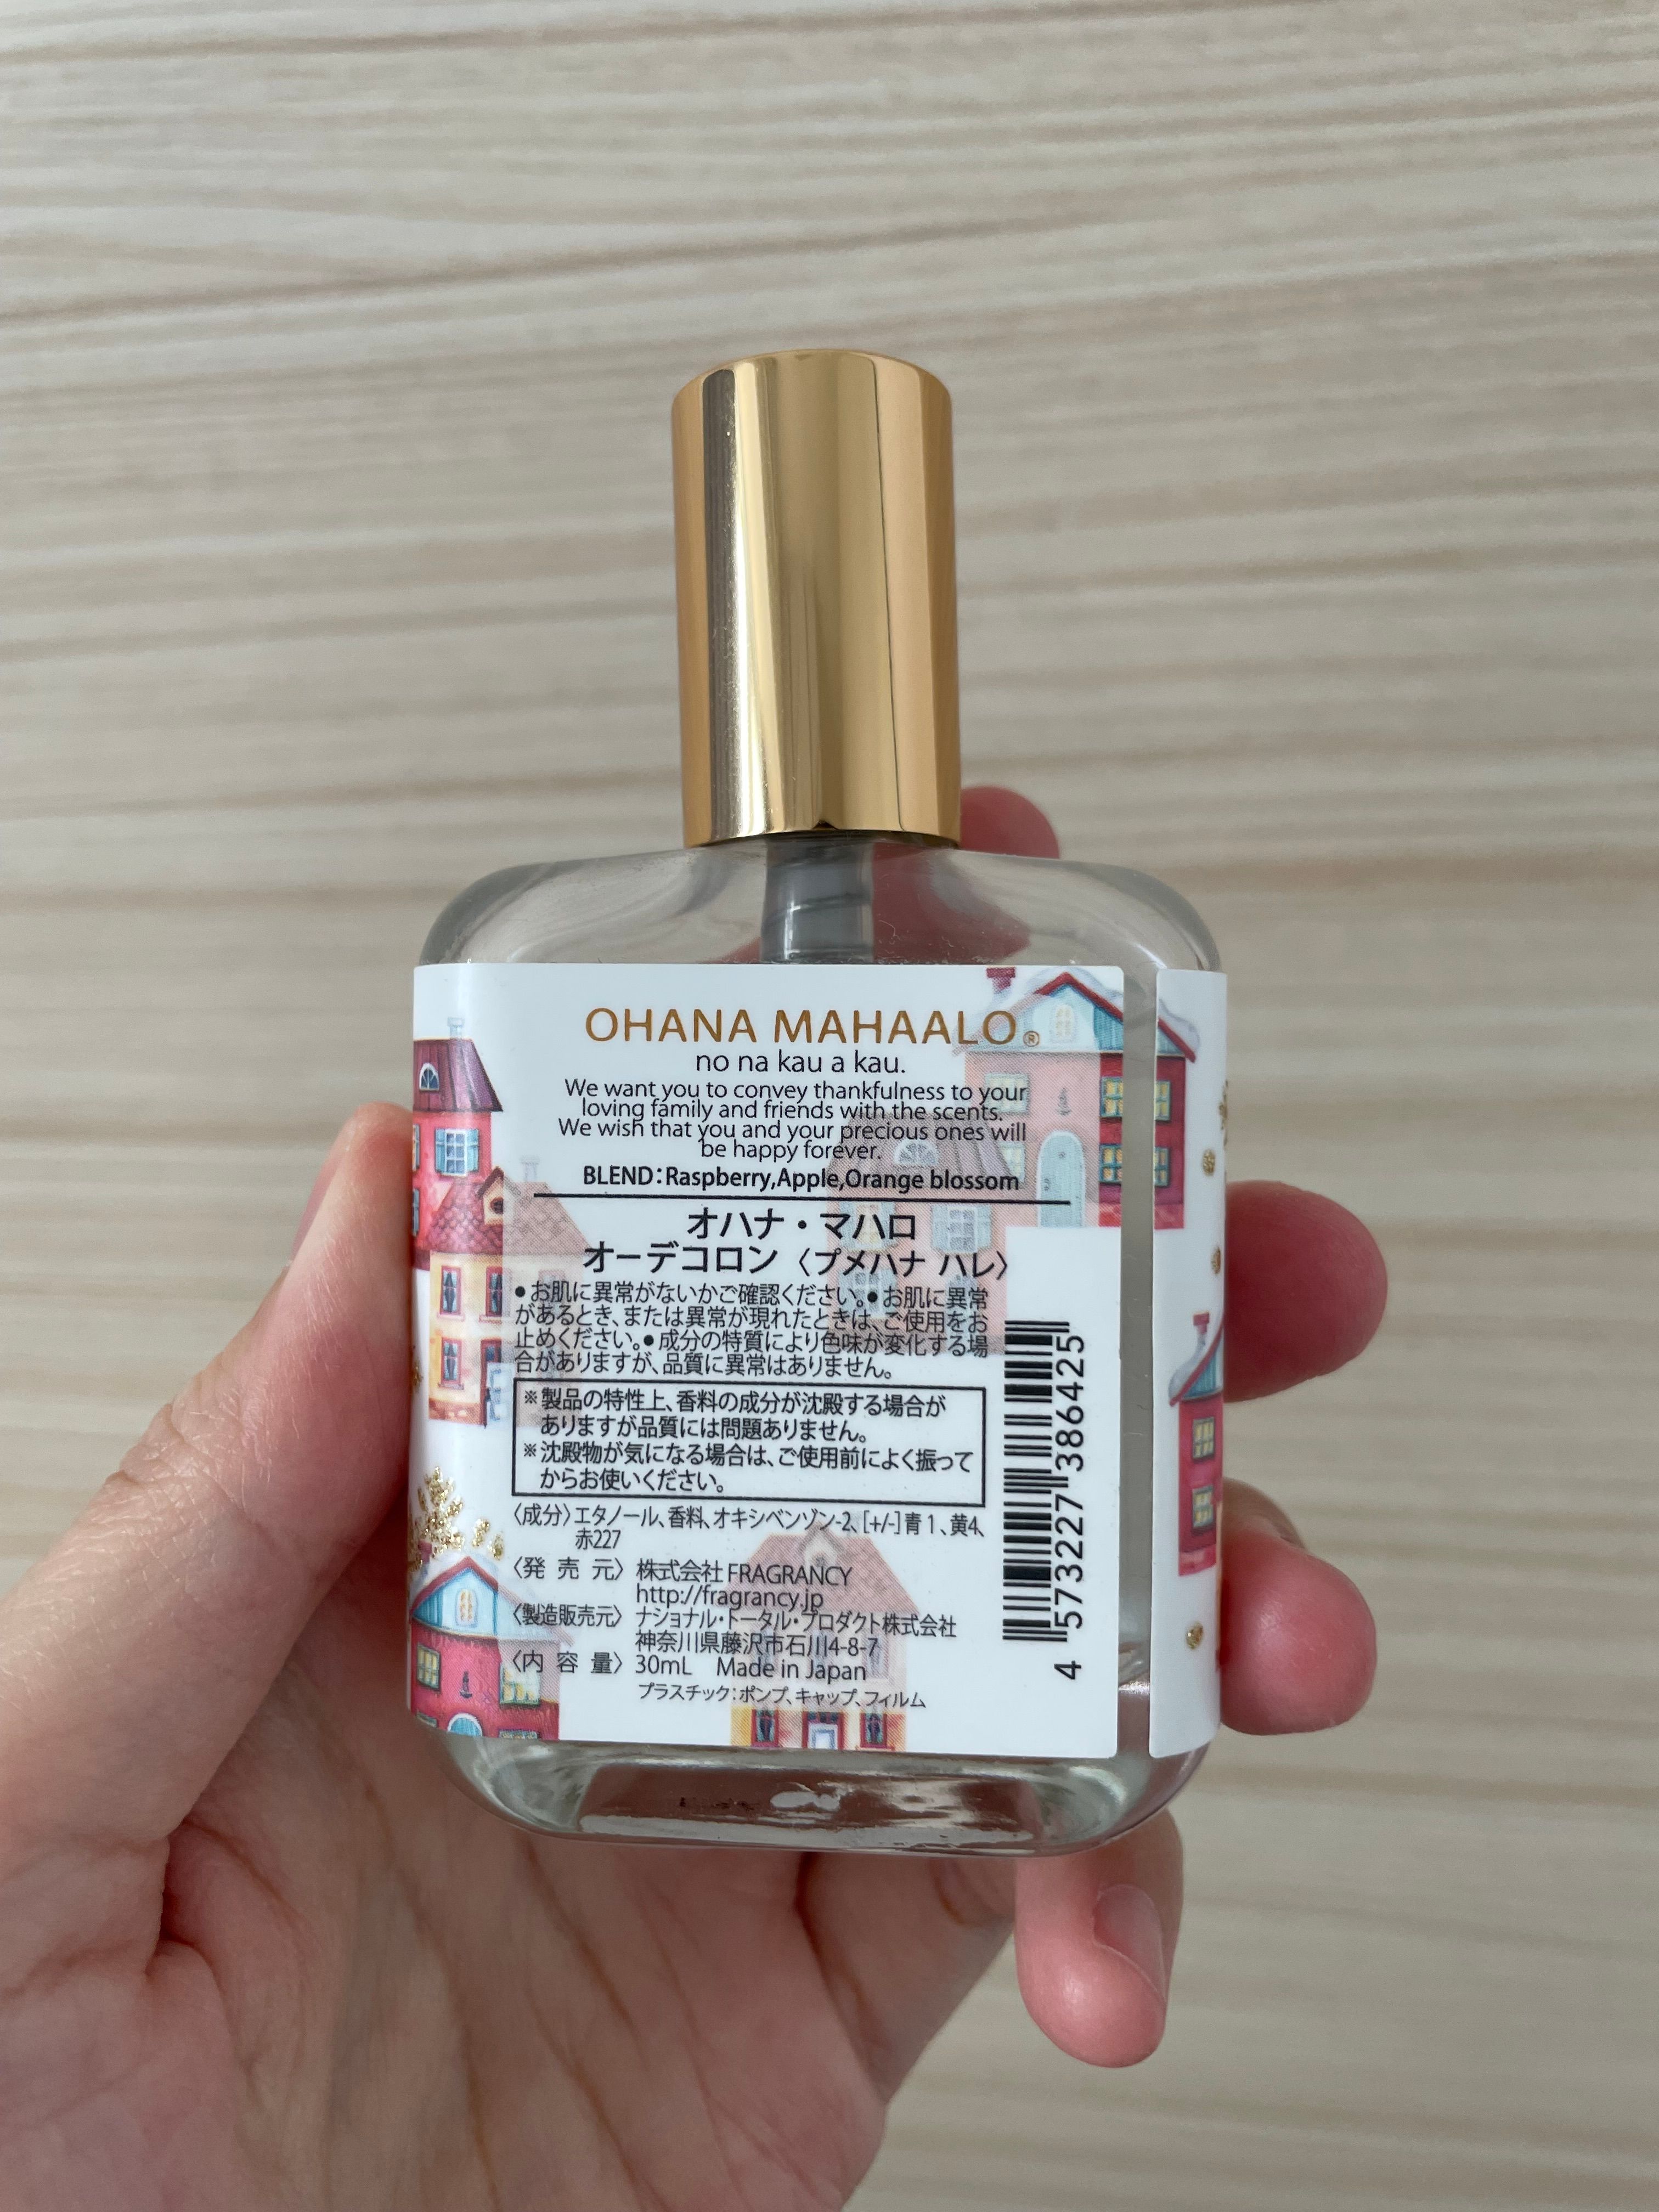 OHANA MAHAALO®
no na kau a kau.
We want you to convey thankfulness to your
loving family and friends with the scents.
We wish that you and your precious ones will
be happy forever.
BLEND:Raspberry,Apple,Orange blossom
オハナ・マハロ
オーデコロン〈プメハナ ハレ〉
●お肌に異常がないかご確認ください。●お肌に異常
があるとき、または異常が現れたときは、ご使用をお
止めください。●成分の特質により色味が変化する場
合がありますが、品質に異常はありません。
※製品の特性上、香料の成分が沈殿する場合が
ありますが品質には問題ありません。
※沈殿物が気になる場合は、ご使用前によく振って
からお使いください。
〈成分〉エタノール、香料、オキシベンゾン-2、[+/-]青1、黄4、
赤227
〈発売元〉株式会社FRAGRANCY
http://fragrancy.jp
〈製造販売元〉ナショナル・トータル・プロダクト株式会社
神奈川県藤沢市石川4-8-7
〈内容量〉30mL Made in Japan
プラスチック:ポンプ、キャップ、フィルム
4 573227 386425